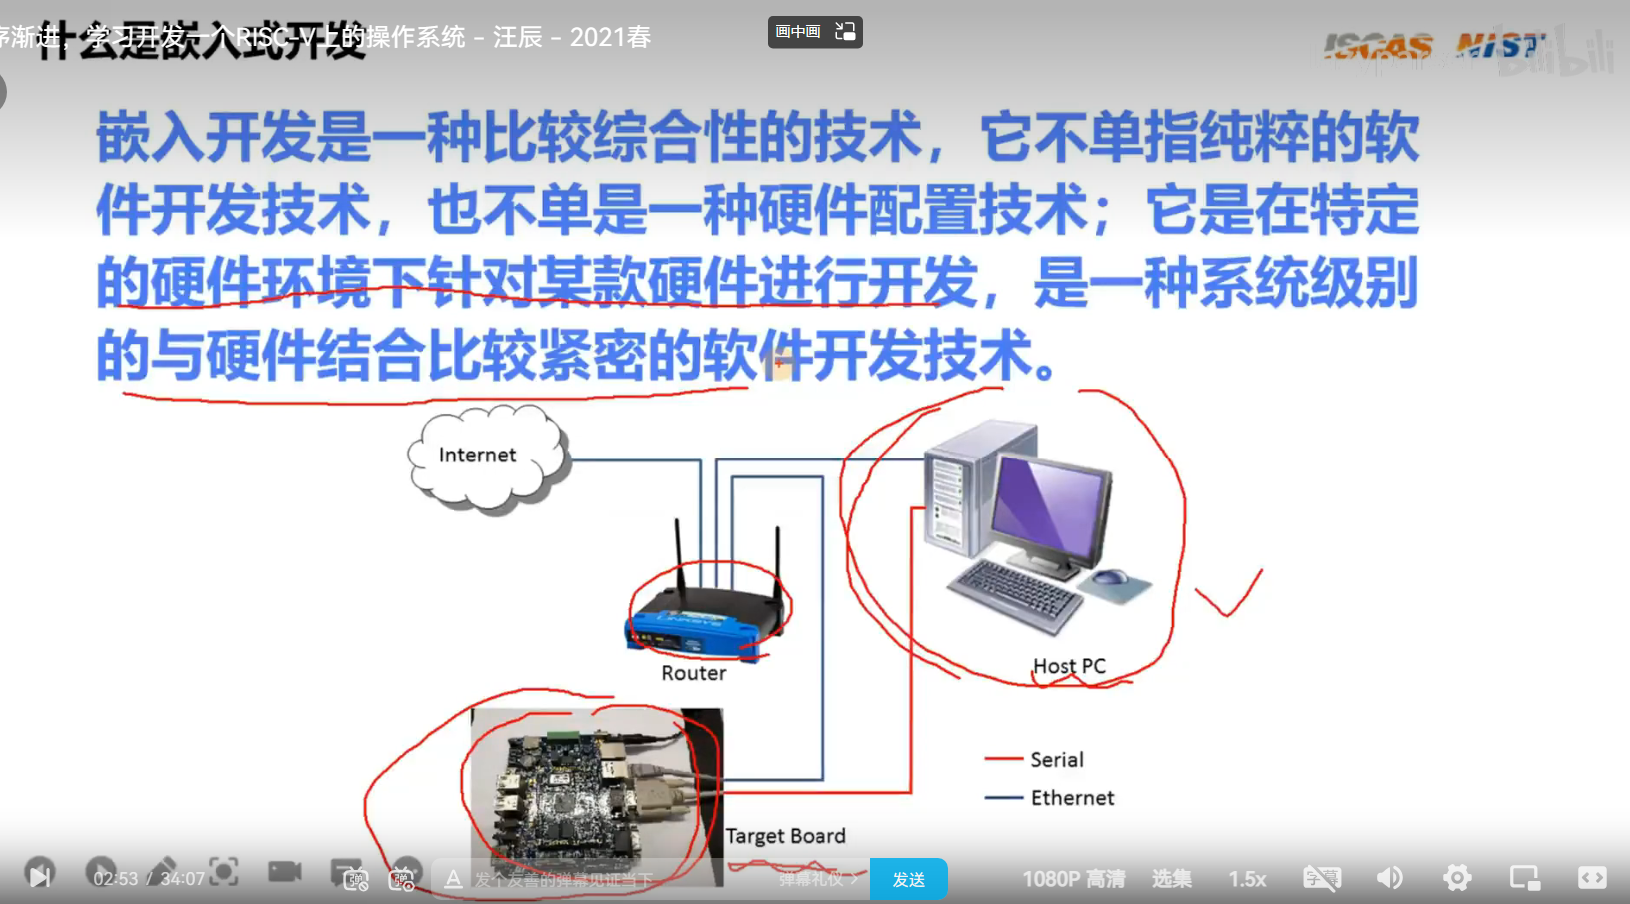 序渐进，学习开发一个RISC-V上的操作系统 - 汪辰 - 2021春
什么是嵌入式开发
画中画
ISCAS MIST
bilibili
嵌入开发是一种比较综合性的技术，它不单指纯粹的软
件开发技术，也不单是一种硬件配置技术；它是在特定
的硬件环境下针对某款硬件进行开发，是一种系统级别
的与硬件结合比较紧密的软件开发技术。
Internet
LINKSYS
Router
Host PC
Serial
Ethernet
Target Board
02:53 / 34:07
弹
弹
A
发个友善的弹幕见证当下
弹幕礼仪 >
发送
1080P 高清
选集
1.5x
字幕